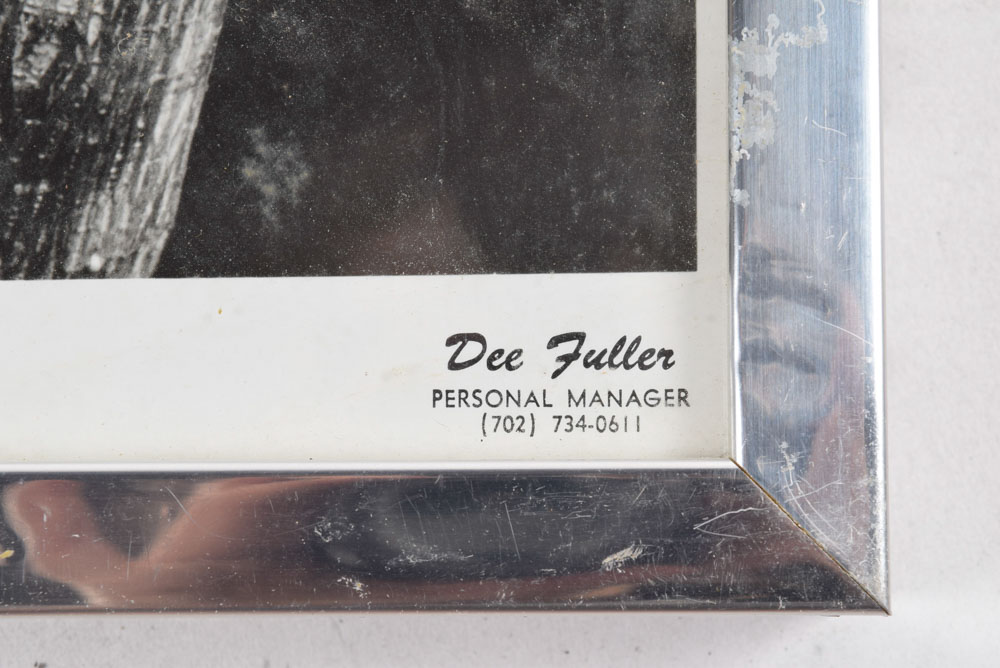 Dee Fuller
PERSONAL MANAGER
(702) 734-0611